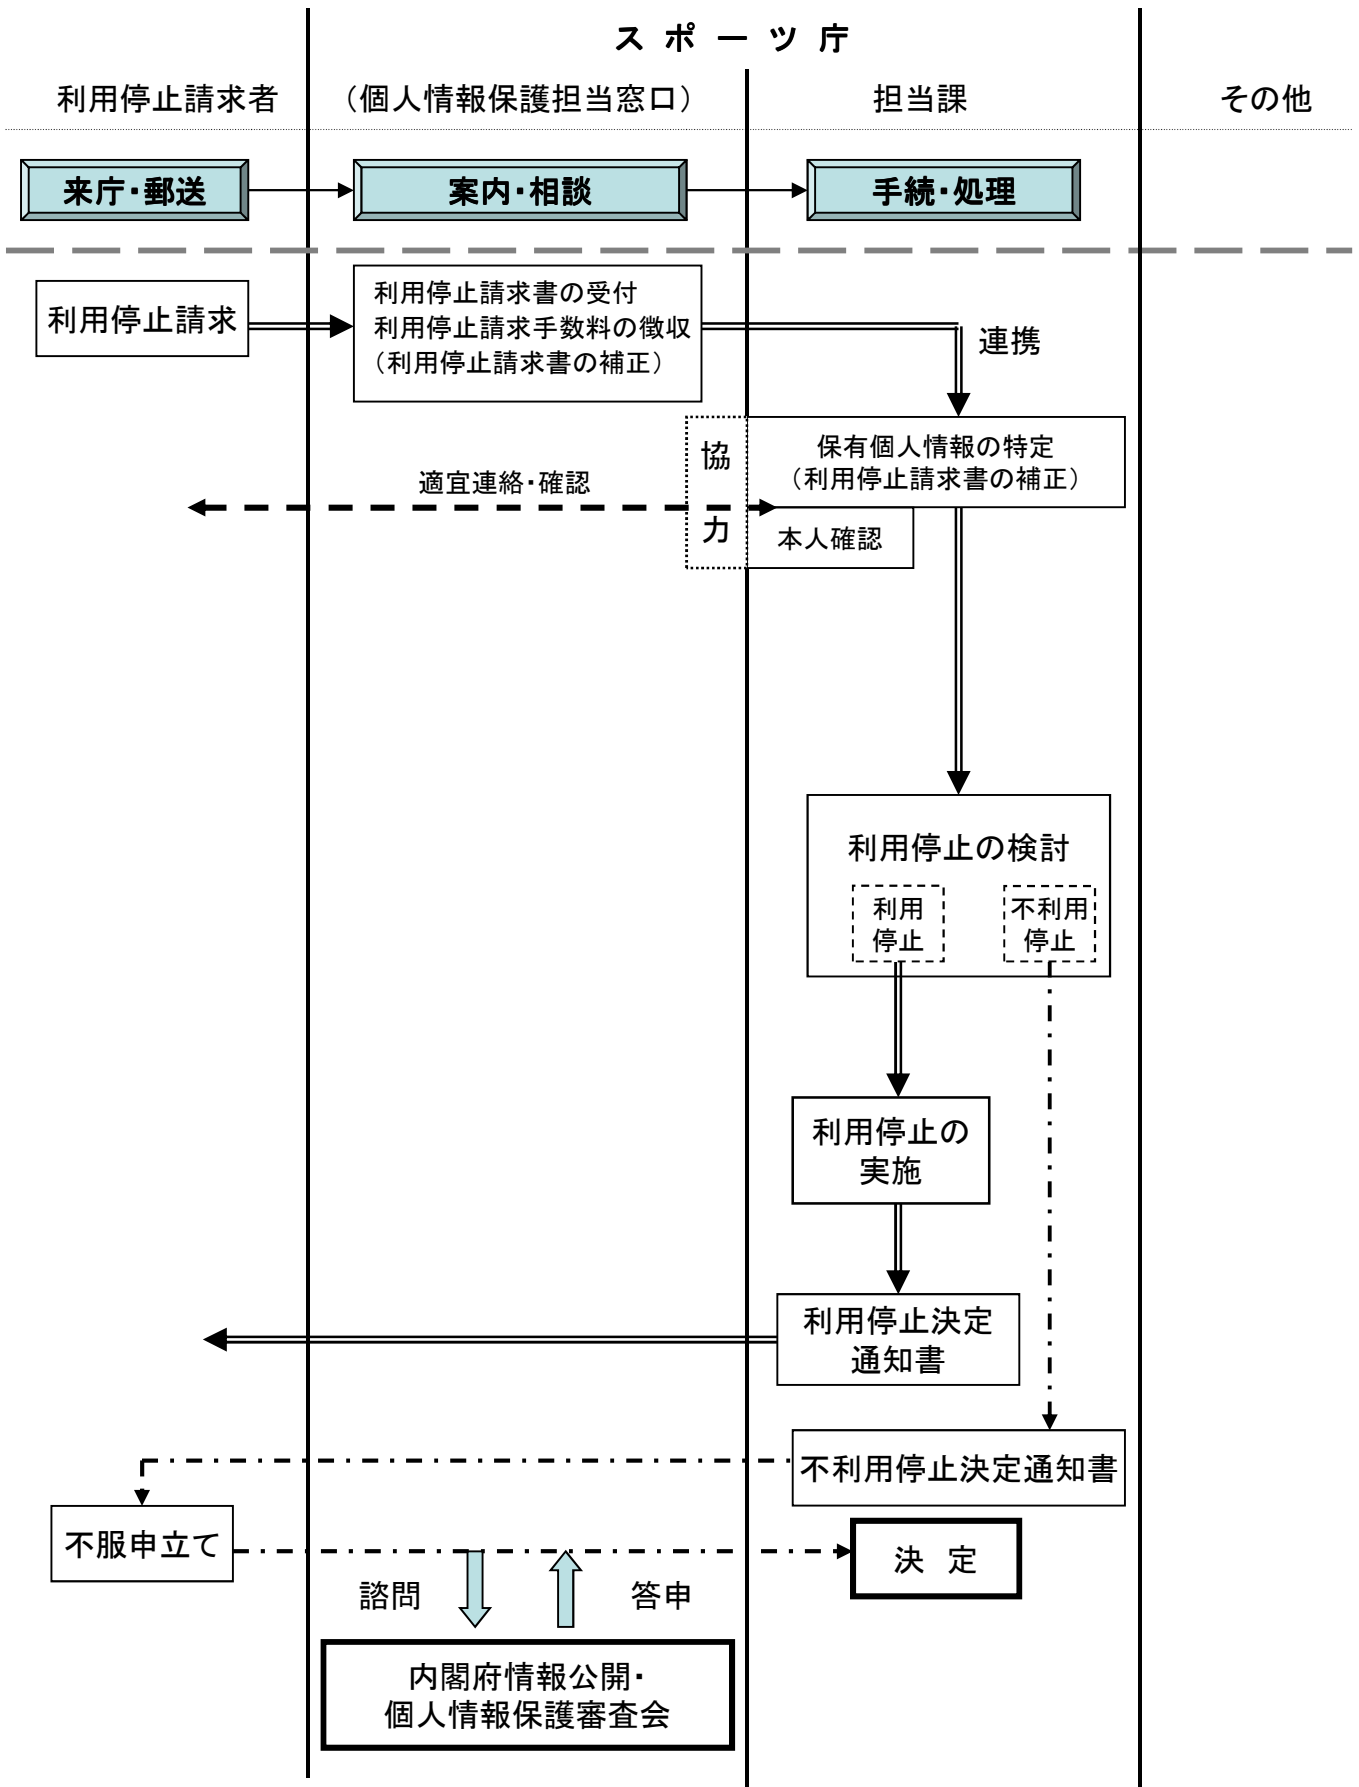 スポーツ庁
利用停止請求者
（個人情報保護担当窓口）
担当課
その他
来庁・郵送
案内・相談
手続・処理
利用停止請求
利用停止請求書の受付
利用停止請求手数料の徴収
（利用停止請求書の補正）
連携
協
力
保有個人情報の特定
（利用停止請求書の補正）
適宜連絡・確認
本人確認
利用停止の検討
利用
停止
不利用
停止
利用停止の
実施
利用停止決定
通知書
不利用停止決定通知書
不服申立て
決 定
諮問
答申
内閣府情報公開・
個人情報保護審査会